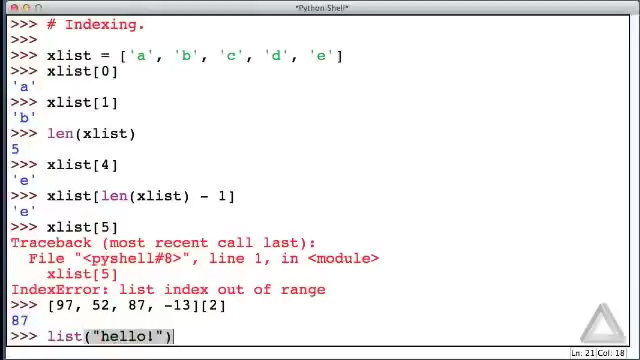 *Python Shell*
>>> # Indexing.
>>>
>>> xlist = ['a', 'b', 'c', 'd', 'e']
>>> xlist[0]
'a'
>>> xlist[1]
'b'
>>> len(xlist)
5
>>> xlist[4]
'e'
>>> xlist[len(xlist) - 1]
'e'
>>> xlist[5]
Traceback (most recent call last):
  File "<pyshell#8>", line 1, in <module>
    xlist[5]
IndexError: list index out of range
>>> [97, 52, 87, -13][2]
87
>>> list("hello!")
Ln: 21 Col: 18